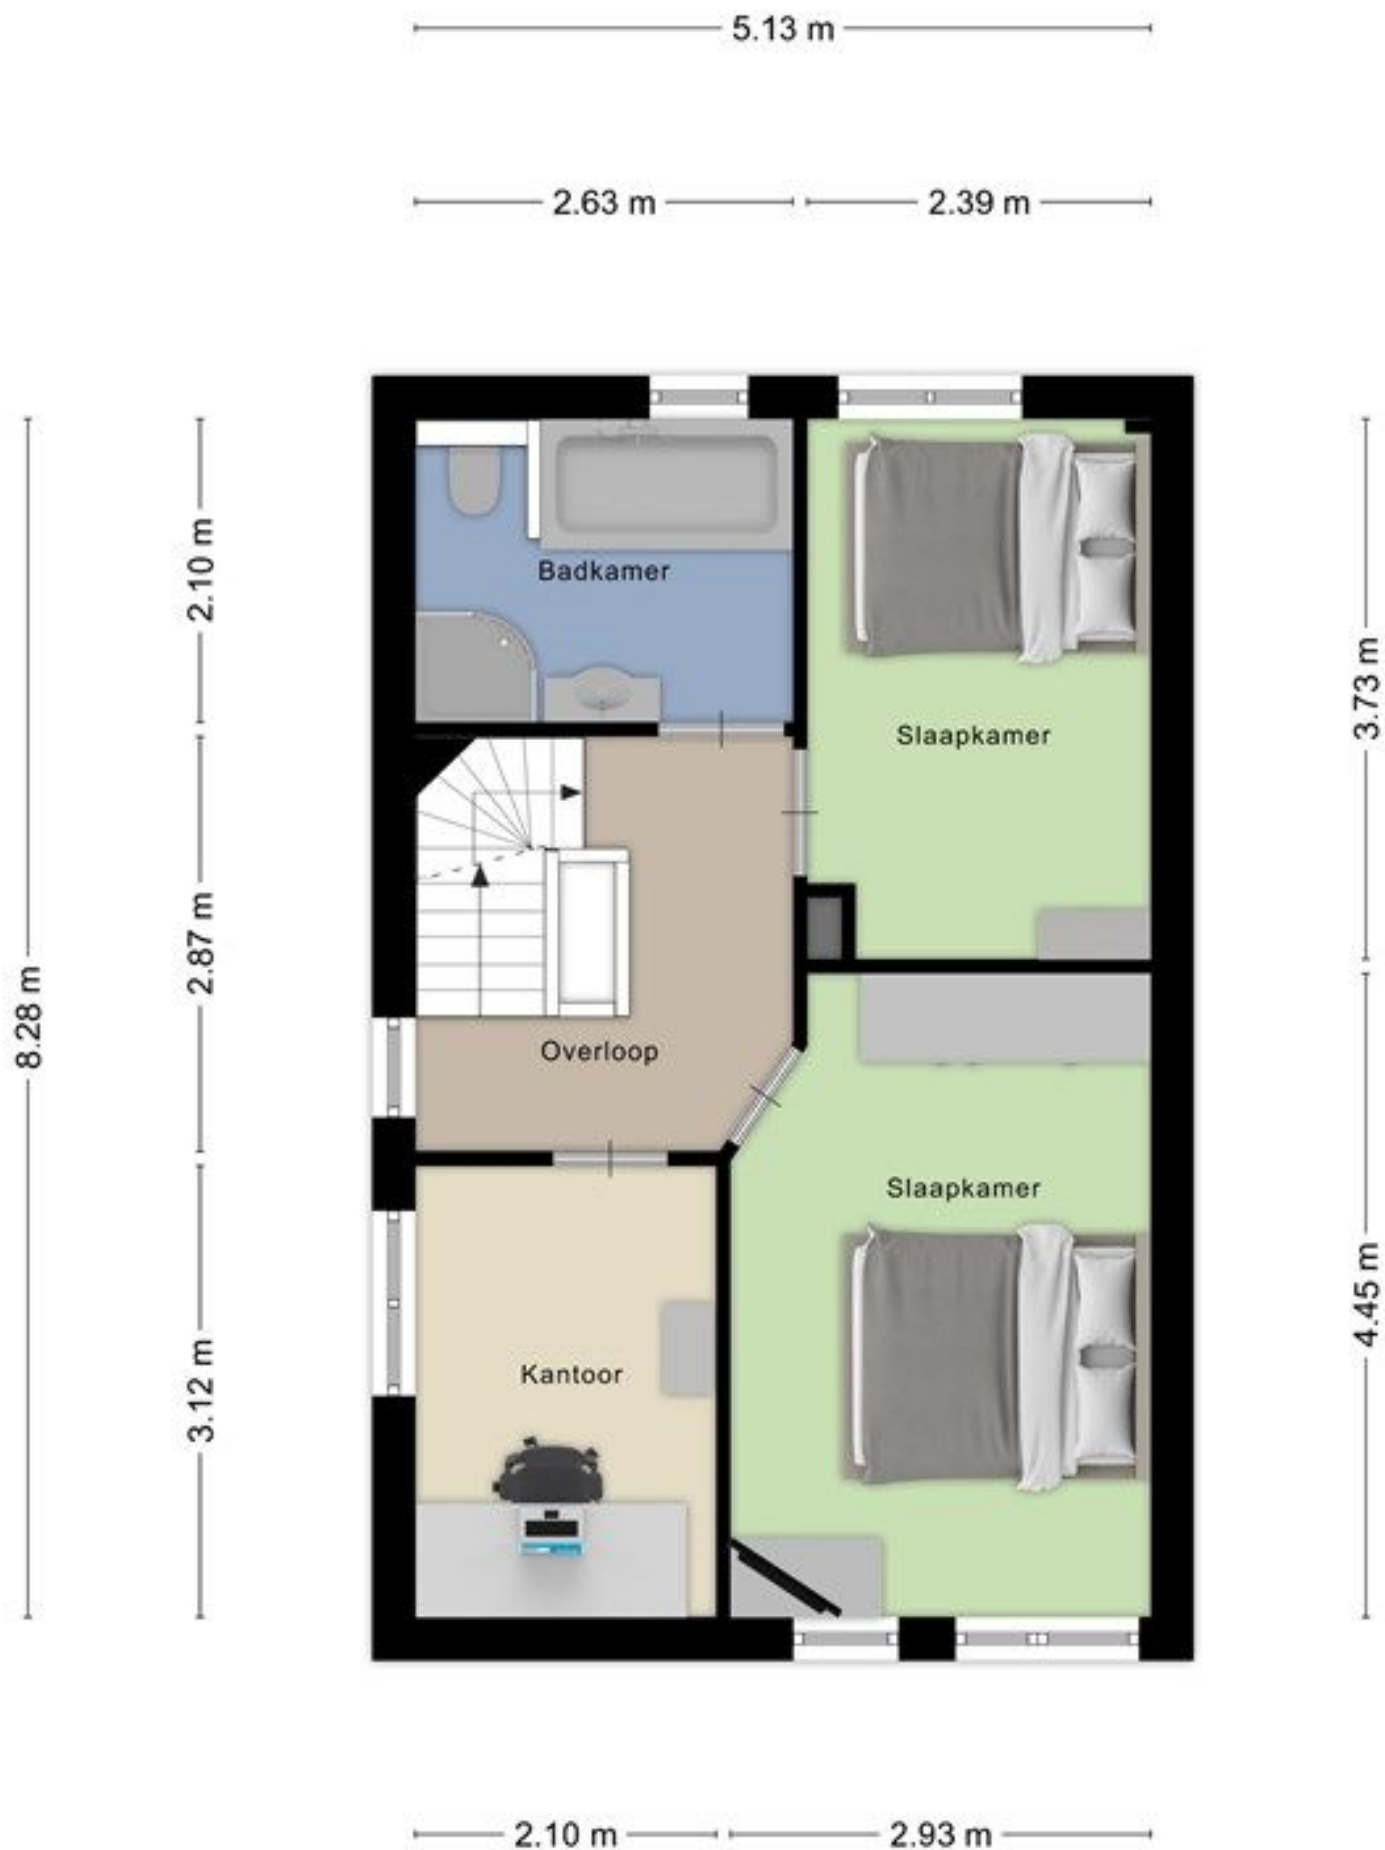 5.13 m
2.63 m
2.39 m
2.10 m
Badkamer
3.73 m
Slaapkamer
2.87 m
8.28 m
Overloop
Slaapkamer
4.45 m
3.12 m
Kantoor
2.10 m
2.93 m